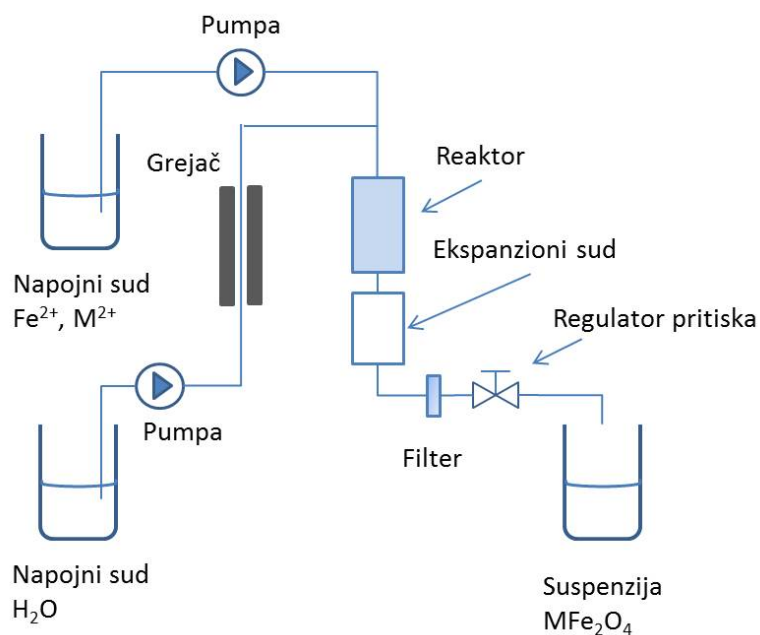 Pumpa
Grejač
Reaktor
Napojni sud
Fe²⁺, M²⁺
Ekspanzioni sud
Regulator pritiska
Pumpa
Filter
Napojni sud
H₂O
Suspenzija
MFe₂O₄